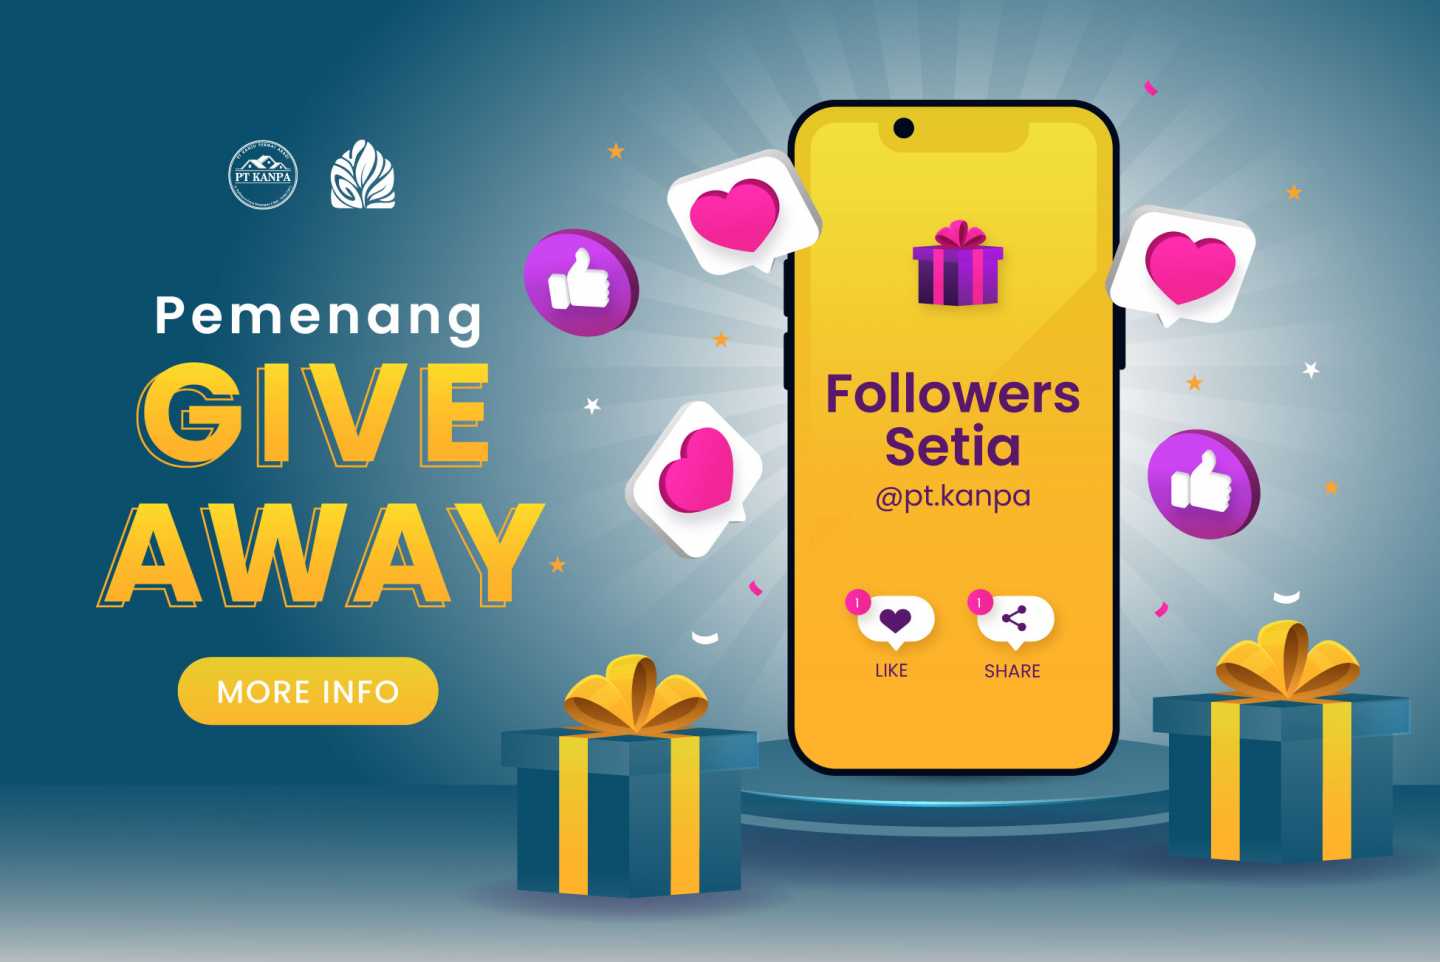 PT KANPA
Pemenang
GIVE
AWAY
MORE INFO
Followers
Setia
@pt.kanpa
1
1
LIKE
SHARE